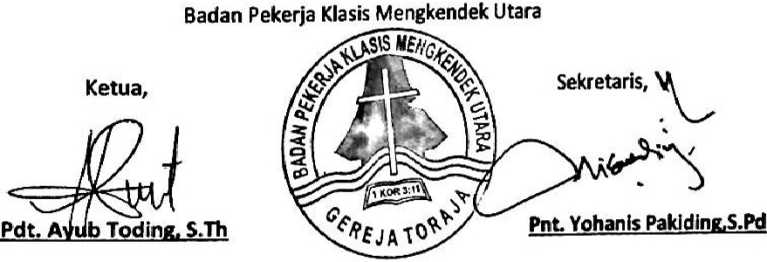 Badan Pekerja Klasis Mengkendek Utara
Ketua,
Sekretaris,
BADAN PEKERJA KLASIS MENGKENDEK UTARA
1 KOR 3:11
GEREJA TORAJA
Pdt. Ayub Toding, S.Th
Pnt. Yohanis Pakiding,S.Pd